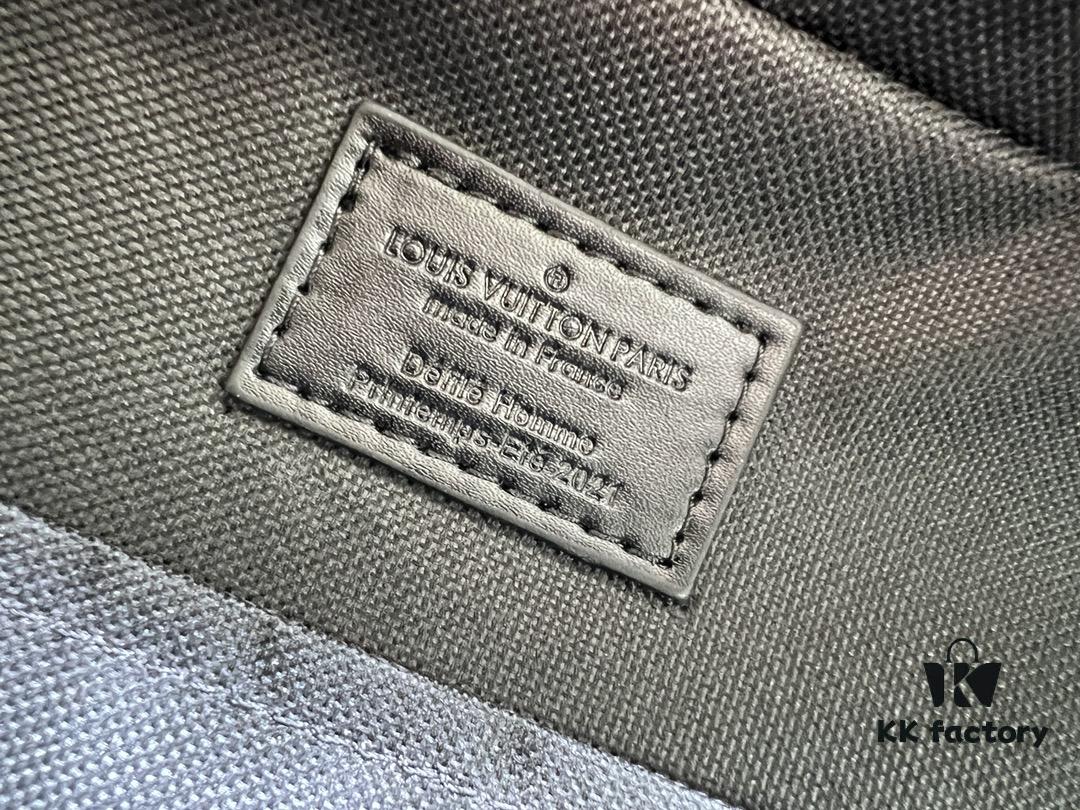 ®
LOUIS VUITTON PARIS
made in France
Défilé Homme
Printemps-Eté 2021
KK factory